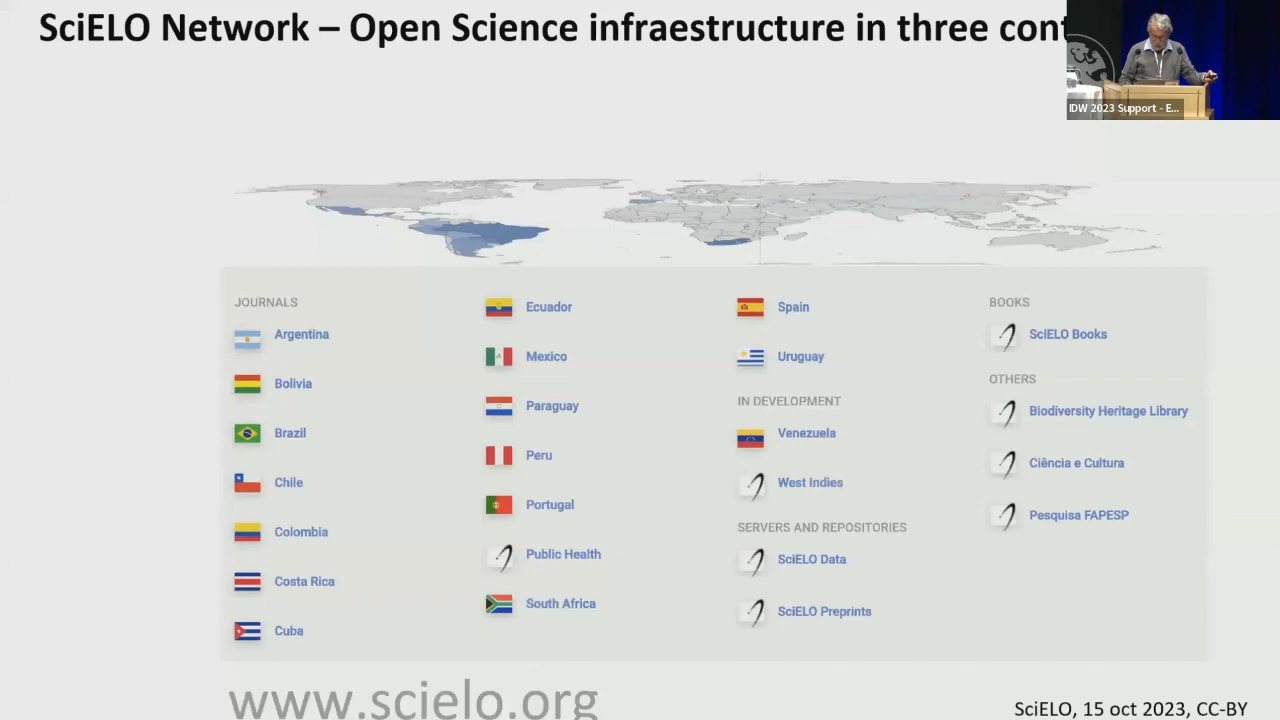 SciELO Network – Open Science infraestructure in three cont
IDW 2023 Support - E...
JOURNALS
Argentina
Bolivia
Brazil
Chile
Colombia
Costa Rica
Cuba
Ecuador
Mexico
Paraguay
Peru
Portugal
Public Health
South Africa
Spain
Uruguay
IN DEVELOPMENT
Venezuela
West Indies
SERVERS AND REPOSITORIES
SciELO Data
SciELO Preprints
BOOKS
SciELO Books
OTHERS
Biodiversity Heritage Library
Ciência e Cultura
Pesquisa FAPESP
www.scielo.org
SciELO, 15 oct 2023, CC-BY